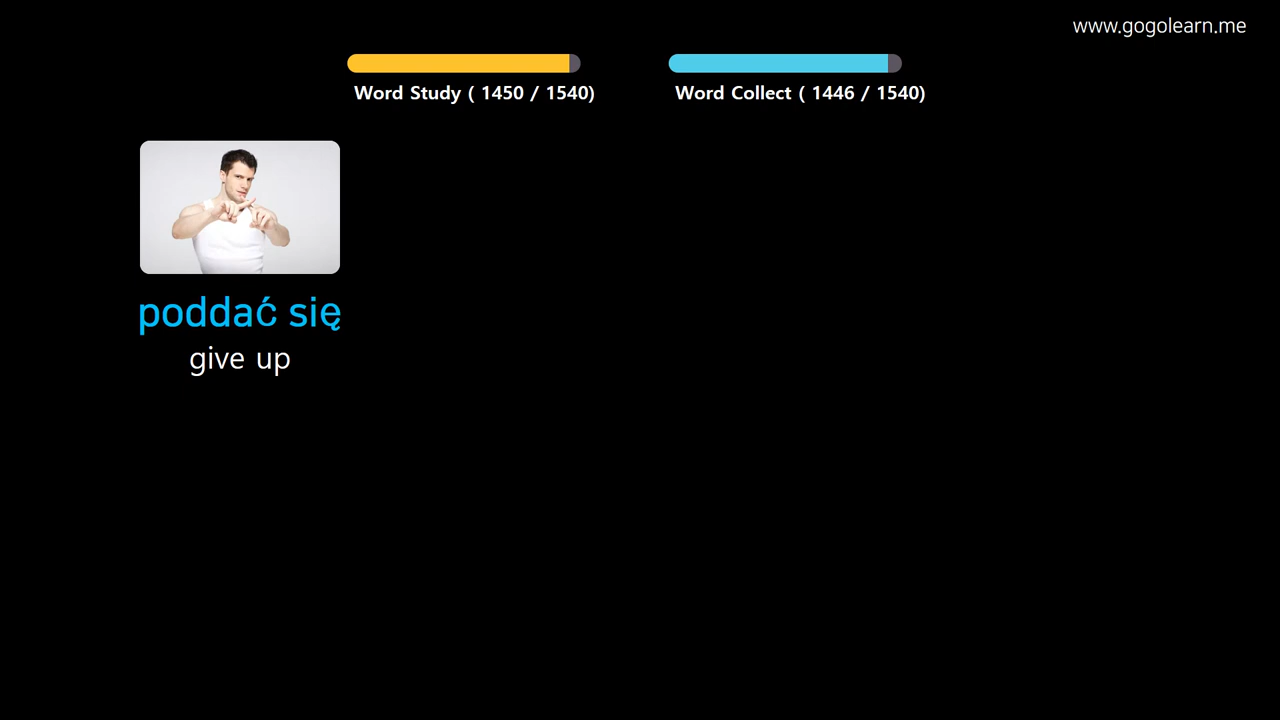 www.gogolearn.me
Word Study ( 1450 / 1540)
Word Collect ( 1446 / 1540)
poddać się
give up